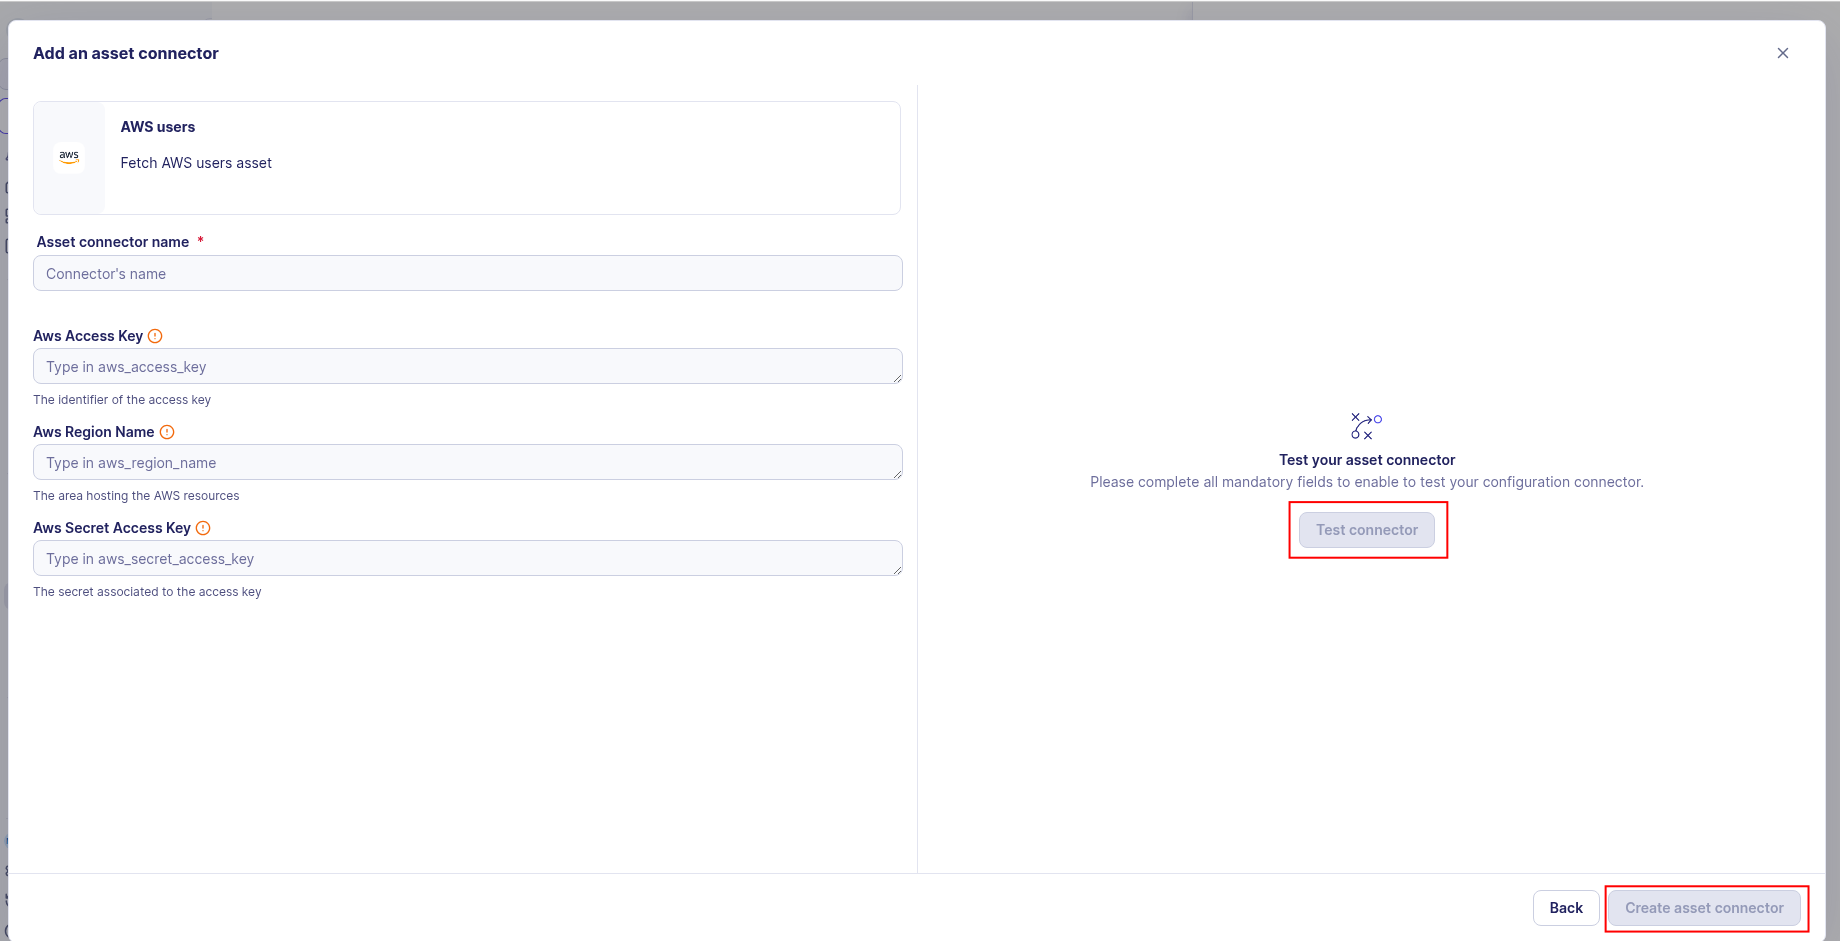 Add an asset connector
aws
AWS users
Fetch AWS users asset
Asset connector name *
Connector's name
Aws Access Key
Type in aws_access_key
The identifier of the access key
Aws Region Name
Type in aws_region_name
The area hosting the AWS resources
Aws Secret Access Key
Type in aws_secret_access_key
The secret associated to the access key
Test your asset connector
Please complete all mandatory fields to enable to test your configuration connector.
Test connector
Back
Create asset connector